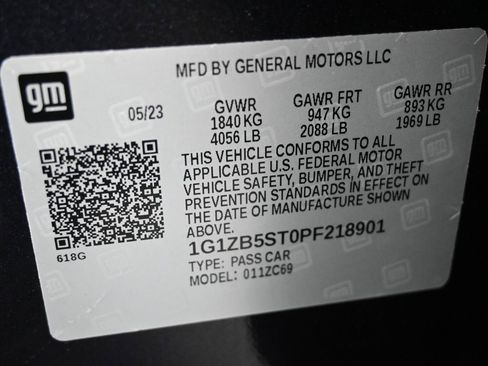 gm
MFD BY GENERAL MOTORS LLC
05/23
GVWR GAWR FRT GAWR RR
1840 KG 947 KG 893 KG
4056 LB 2088 LB 1969 LB
THIS VEHICLE CONFORMS TO ALL
APPLICABLE U.S. FEDERAL MOTOR
VEHICLE SAFETY, BUMPER, AND THEFT
PREVENTION STANDARDS IN EFFECT ON
THE DATE OF MANUFACTURE SHOWN
ABOVE.
618G
1G1ZB5ST0PF218901
TYPE: PASS CAR
MODEL: 011ZC69